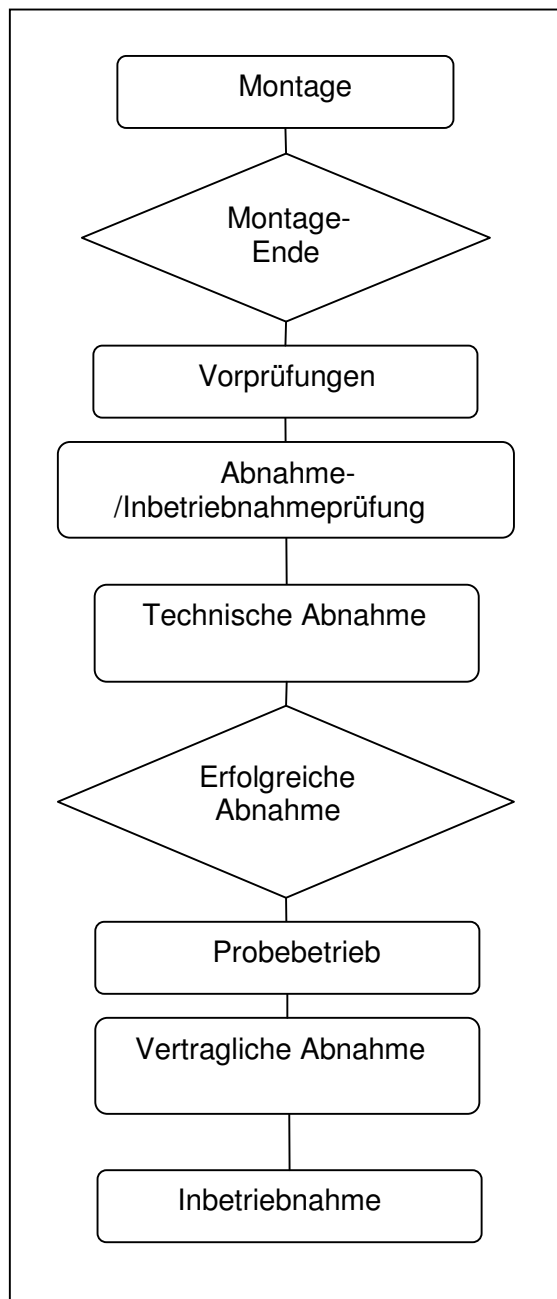 Montage
Montage-
Ende
Vorprüfungen
Abnahme-
/Inbetriebnahmeprüfung
Technische Abnahme
Erfolgreiche
Abnahme
Probebetrieb
Vertragliche Abnahme
Inbetriebnahme